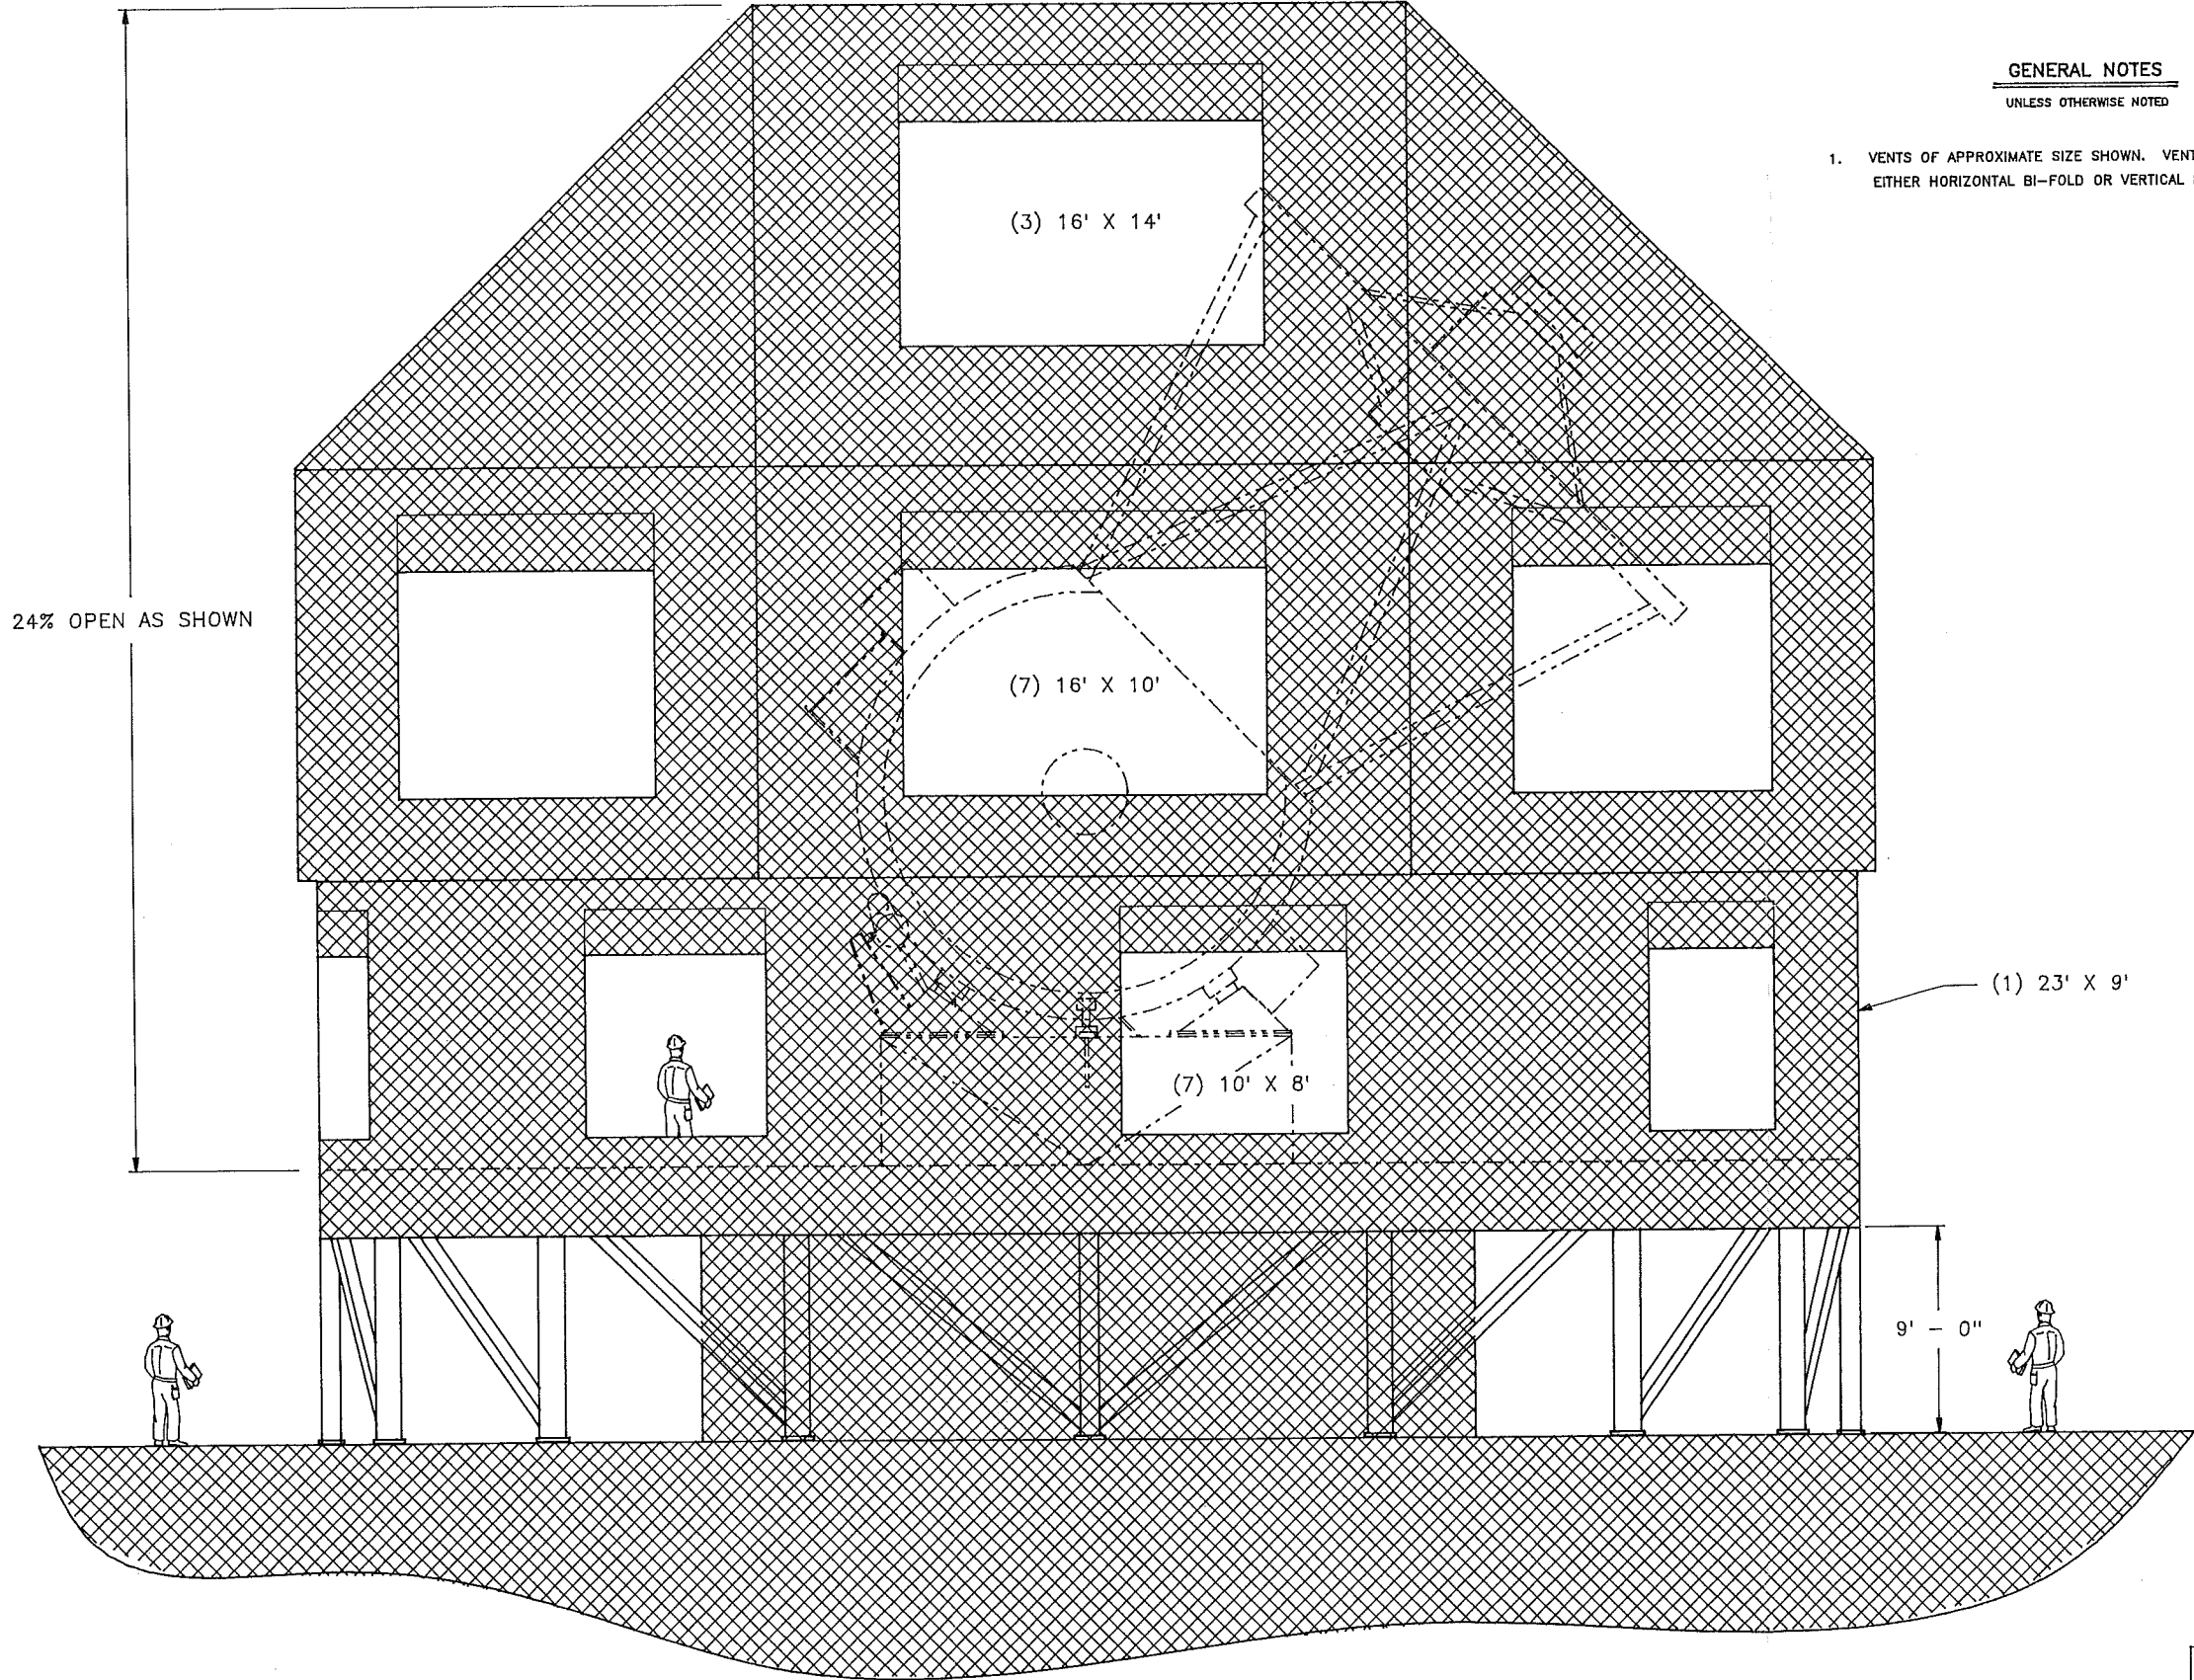 GENERAL NOTES
UNLESS OTHERWISE NOTED
1. VENTS OF APPROXIMATE SIZE SHOWN. VENT
EITHER HORIZONTAL BI-FOLD OR VERTICAL
(3) 16' X 14'
24% OPEN AS SHOWN
(7) 16' X 10'
(1) 23' X 9'
(7) 10' X 8'
9' - 0"